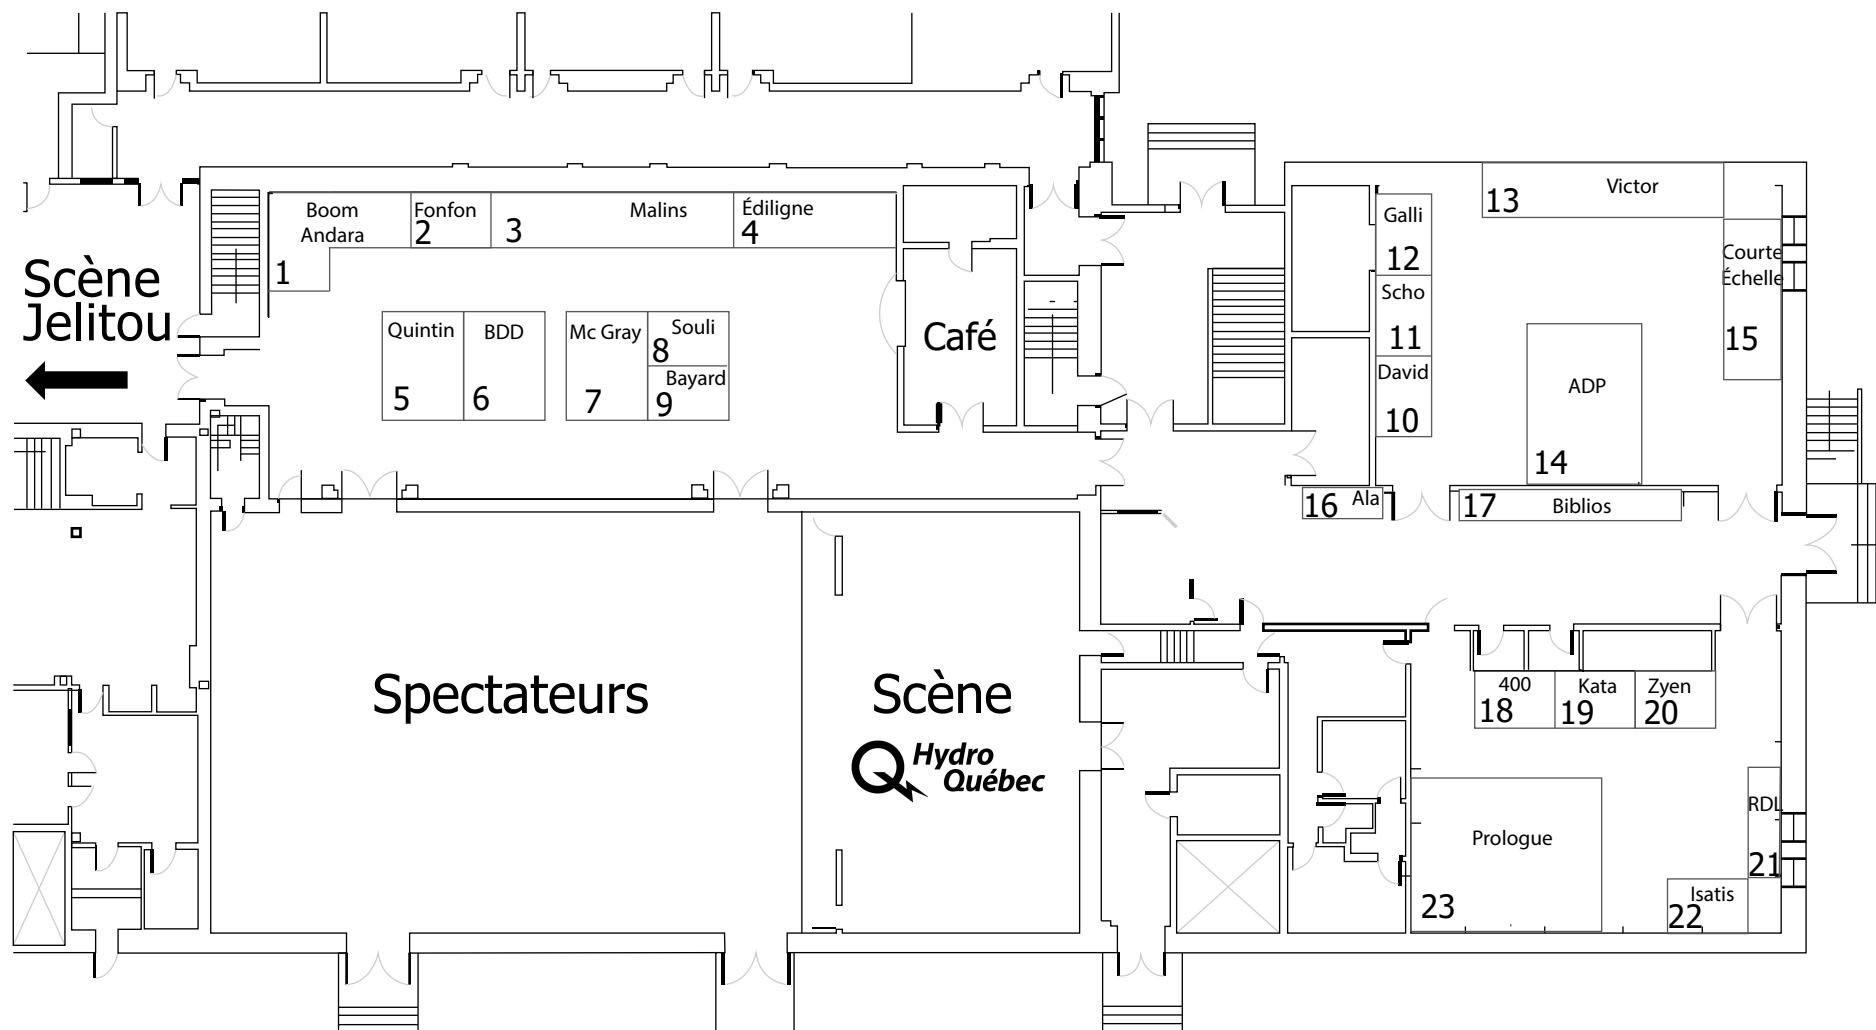 Boom
Andara
1
Fonfon
2
3
Malins
Édiligne
4
Scène
Jelitou
Quintin
5
BDD
6
Mc Gray
7
Souli
8
Bayard
9
Café
Galli
12
Scho
11
David
10
13
Victor
Courte
Échelle
15
ADP
14
16 Ala
17
Biblios
Spectateurs
Scène
Hydro
Québec
400
18
Kata
19
Zyen
20
RDL
21
Isatis
22
Prologue
23